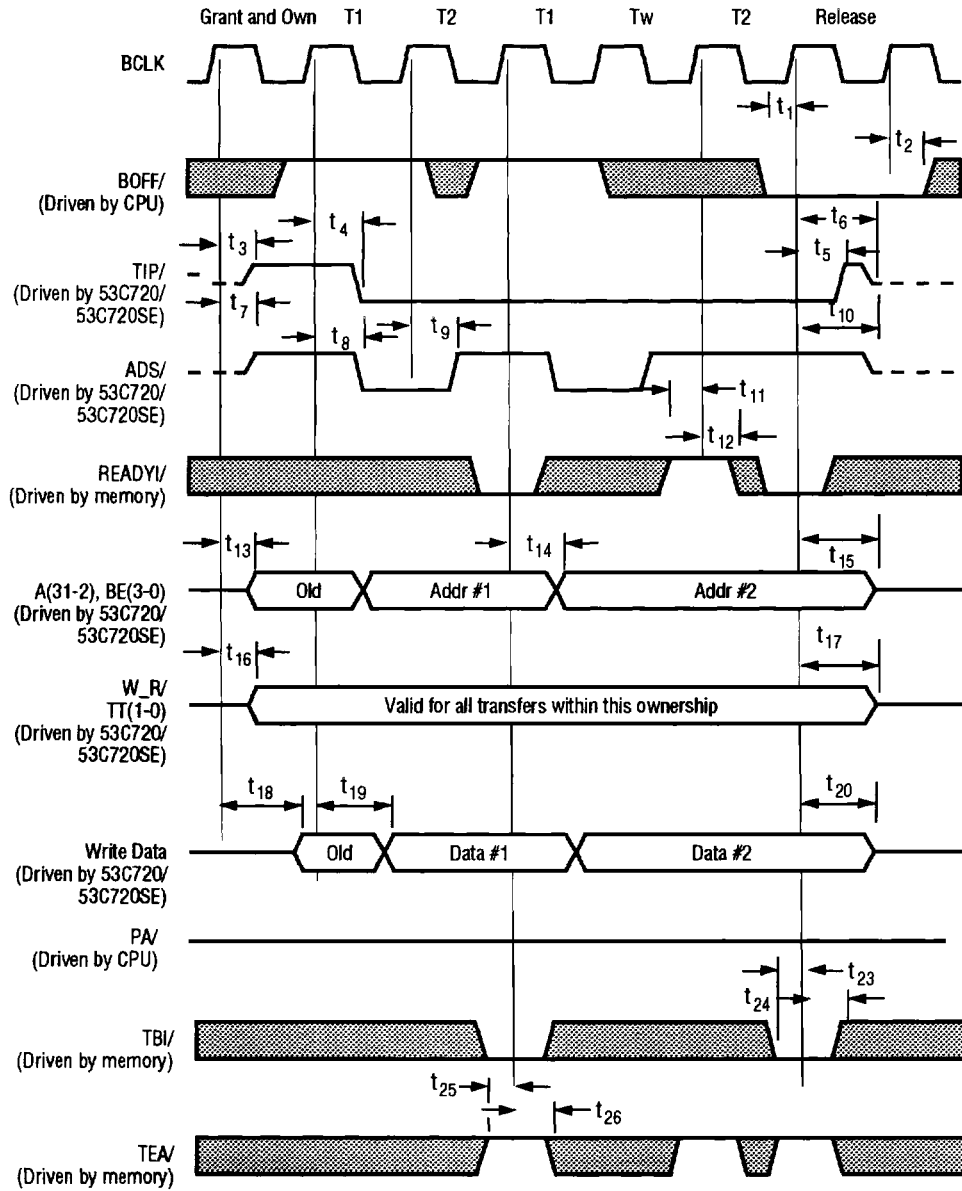 Grant and Own T1 T2 T1 Tw T2 Release
BCLK
t1
t2
BOFF/
(Driven by CPU)
t3
t4
t6
t5
TIP/
(Driven by 53C720/
53C720SE)
t7
t8
t9
t10
ADS/
(Driven by 53C720/
53C720SE)
t11
t12
READYI/
(Driven by memory)
t13
t14
t15
A(31-2), BE(3-0)
(Driven by 53C720/
53C720SE)
Old Addr #1 Addr #2
t16
t17
W_R/
TT(1-0)
(Driven by 53C720/
53C720SE)
Valid for all transfers within this ownership
t18
t19
t20
Write Data
(Driven by 53C720/
53C720SE)
Old Data #1 Data #2
PA/
(Driven by CPU)
t23
t24
TBI/
(Driven by memory)
t25
t26
TEA/
(Driven by memory)